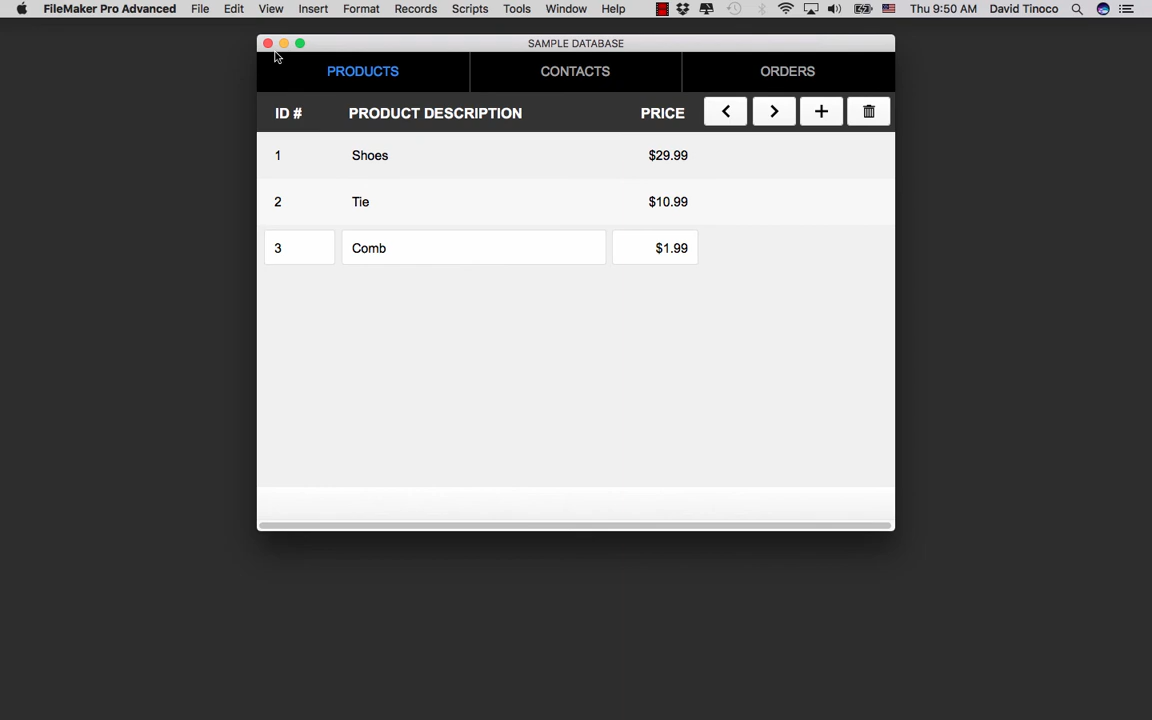 FileMaker Pro Advanced File Edit View Insert Format Records Scripts Tools Window Help Thu 9:50 AM David Tinoco
SAMPLE DATABASE
PRODUCTS CONTACTS ORDERS
ID # PRODUCT DESCRIPTION PRICE
1 Shoes $29.99
2 Tie $10.99
3 Comb $1.99